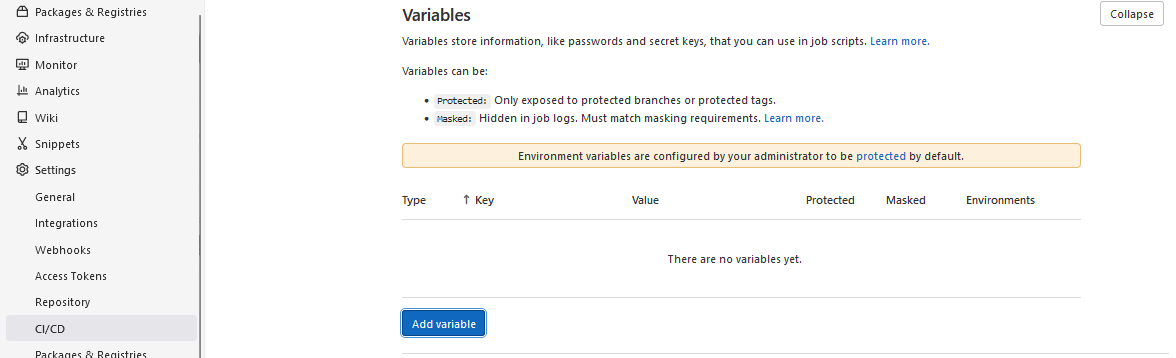 Packages & Registries
Infrastructure
Monitor
Analytics
Wiki
Snippets
Settings
General
Integrations
Webhooks
Access Tokens
Repository
CI/CD
Packages & Registries
Variables
Collapse
Variables store information, like passwords and secret keys, that you can use in job scripts. Learn more.
Variables can be:
• Protected: Only exposed to protected branches or protected tags.
• Masked: Hidden in job logs. Must match masking requirements. Learn more.
Environment variables are configured by your administrator to be protected by default.
Type ↑ Key Value Protected Masked Environments
There are no variables yet.
Add variable